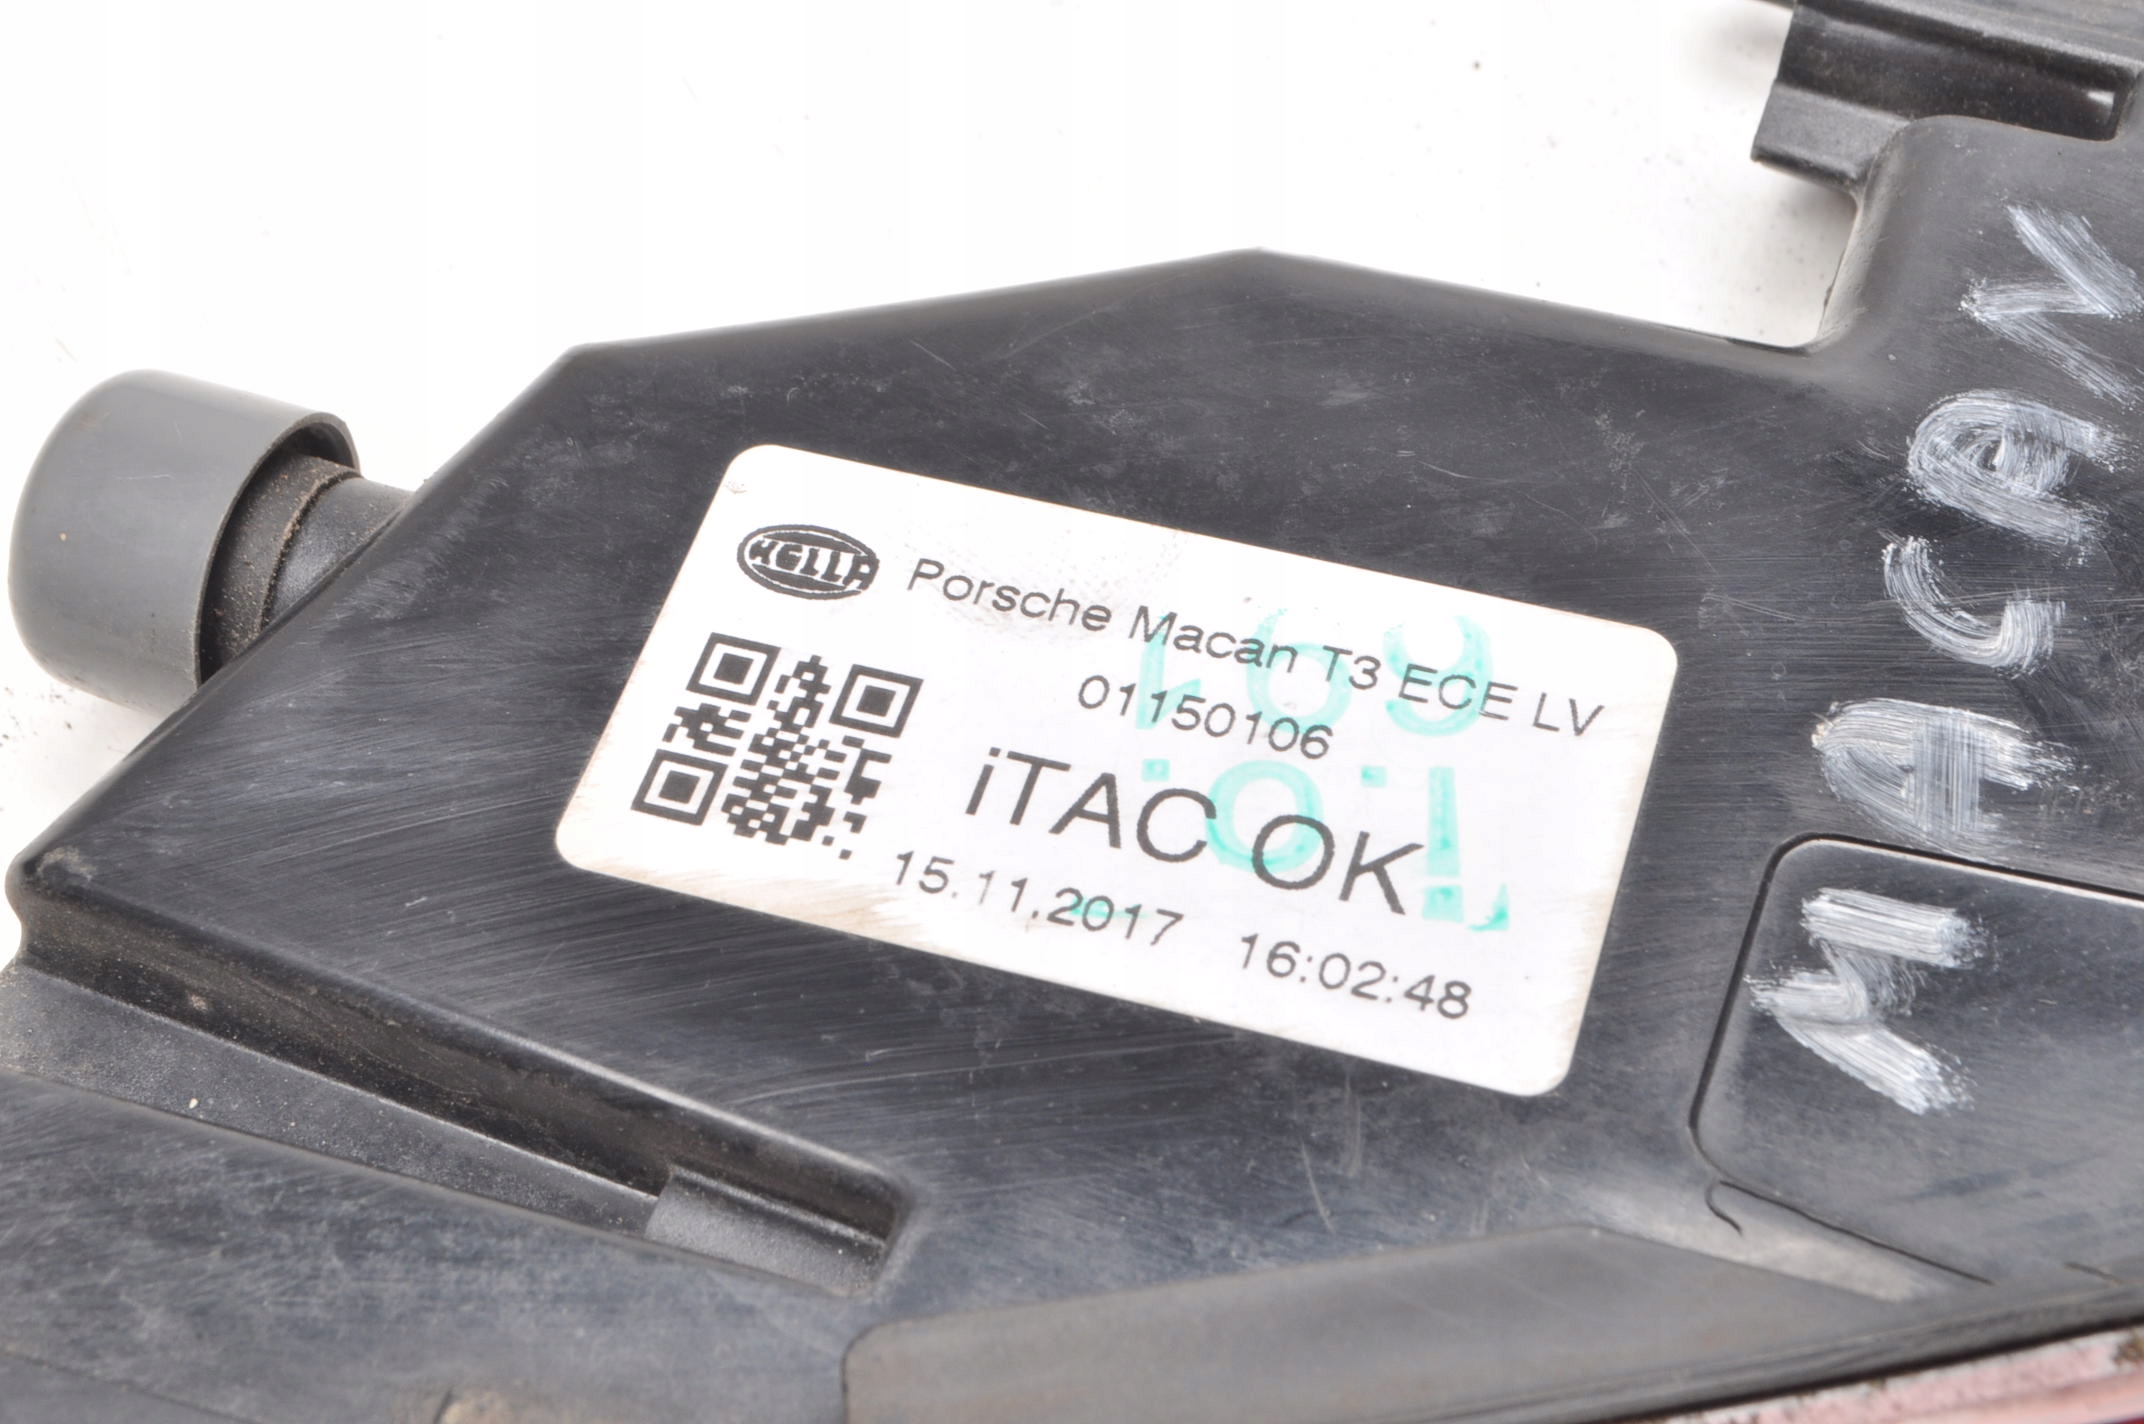 HELLA
Porsche Macan T3 ECE LV
01150106
iTAC OK
15.11.2017 16:02:48
MACAN